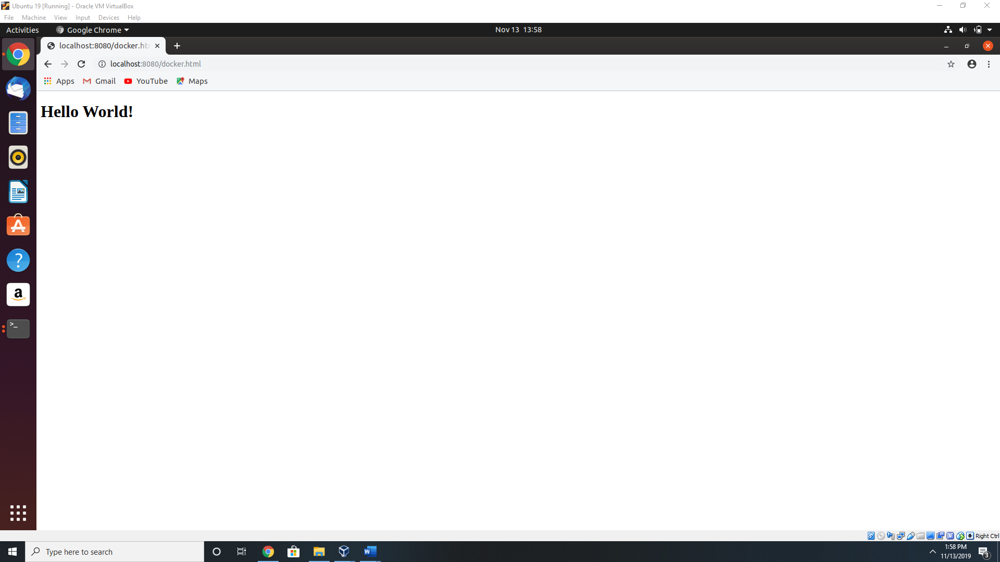 Ubuntu 19 [Running] - Oracle VM VirtualBox
File Machine View Input Devices Help
Activities Google Chrome Nov 13 13:58
localhost:8080/docker.htm
localhost:8080/docker.html
Apps Gmail YouTube Maps
Hello World!
?
a
>_
Right Ctrl
Type here to search
W
1:58 PM
11/13/2019
3